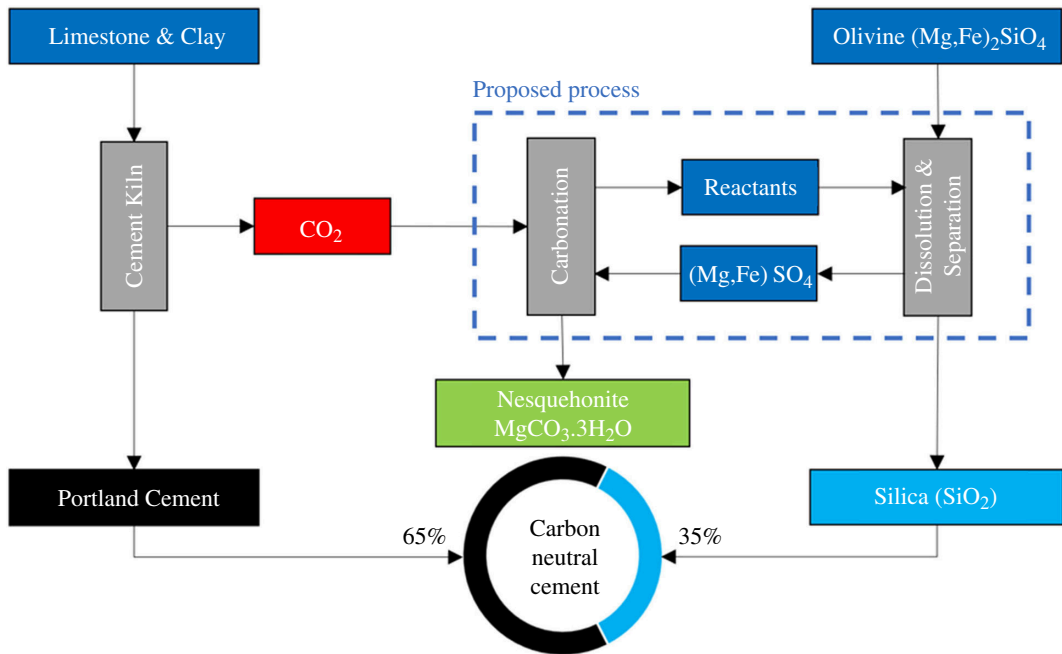 Limestone & Clay
Olivine (Mg,Fe)₂SiO₄
Proposed process
Cement Kiln
CO₂
Carbonation
Reactants
(Mg,Fe) SO₄
Dissolution &
Separation
Nesquehonite
MgCO₃.3H₂O
Portland Cement
Silica (SiO₂)
65%
Carbon
neutral
cement
35%